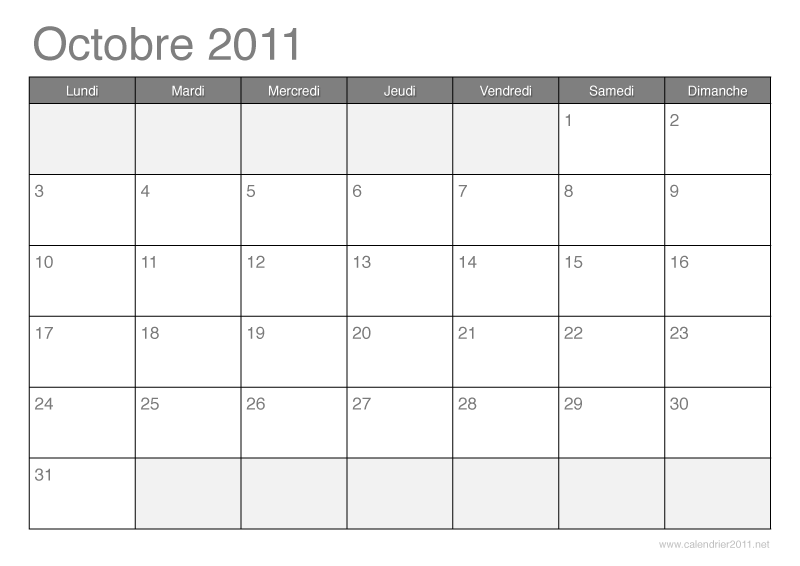 Octobre 2011
Lundi Mardi Mercredi Jeudi Vendredi Samedi Dimanche
1 2
3 4 5 6 7 8 9
10 11 12 13 14 15 16
17 18 19 20 21 22 23
24 25 26 27 28 29 30
31
www.calendrier2011.net